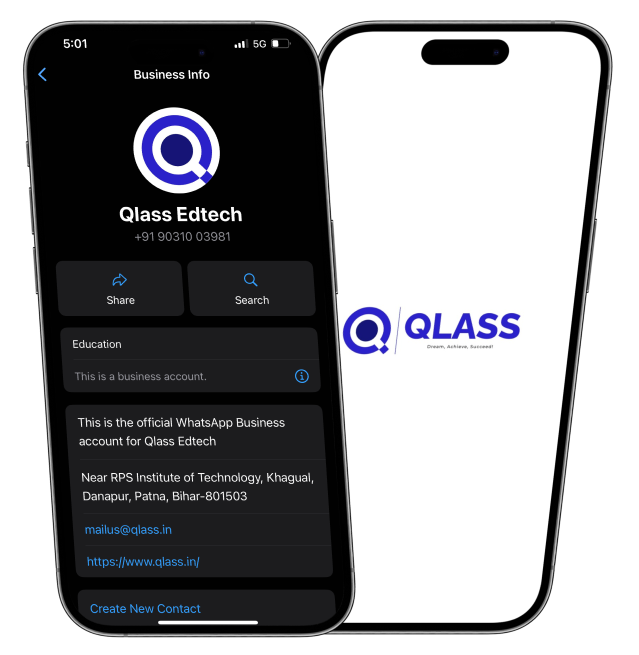 5:01
5G
Business Info
Qlass Edtech
+91 90310 03981
Share
Search
Education
This is a business account.
This is the official WhatsApp Business
account for Qlass Edtech
Near RPS Institute of Technology, Khagual,
Danapur, Patna, Bihar-801503
mailus@qlass.in
https://www.qlass.in/
Create New Contact
QLASS
Dream, Achieve, Succeed!